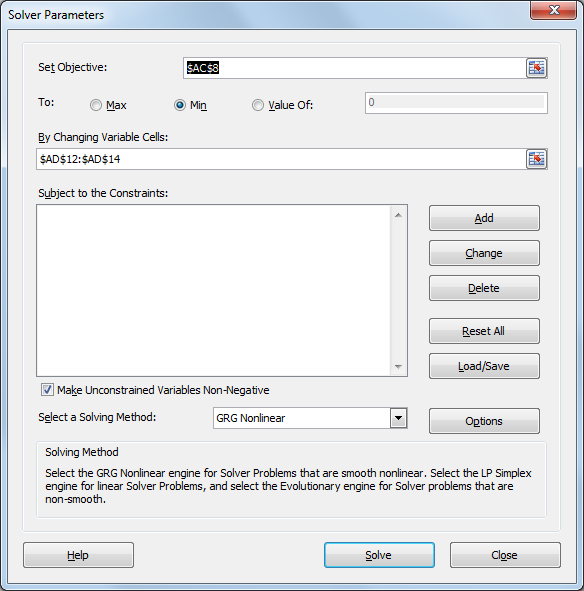 Solver Parameters
Set Objective:
$AC$8
To:
Max
Min
Value Of:
0
By Changing Variable Cells:
$AD$12:$AD$14
Subject to the Constraints:
Add
Change
Delete
Reset All
Load/Save
Make Unconstrained Variables Non-Negative
Select a Solving Method:
GRG Nonlinear
Options
Solving Method
Select the GRG Nonlinear engine for Solver Problems that are smooth nonlinear. Select the LP Simplex
engine for linear Solver Problems, and select the Evolutionary engine for Solver problems that are
non-smooth.
Help
Solve
Close